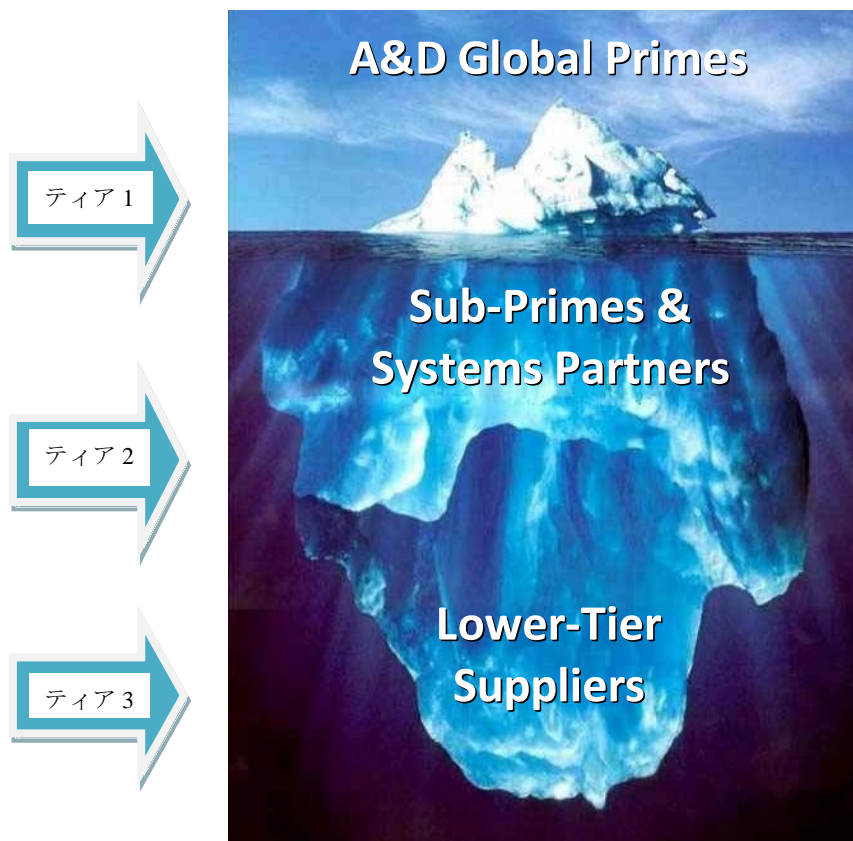 A&D Global Primes
ティア 1
Sub-Primes &
Systems Partners
ティア 2
Lower-Tier
Suppliers
ティア 3